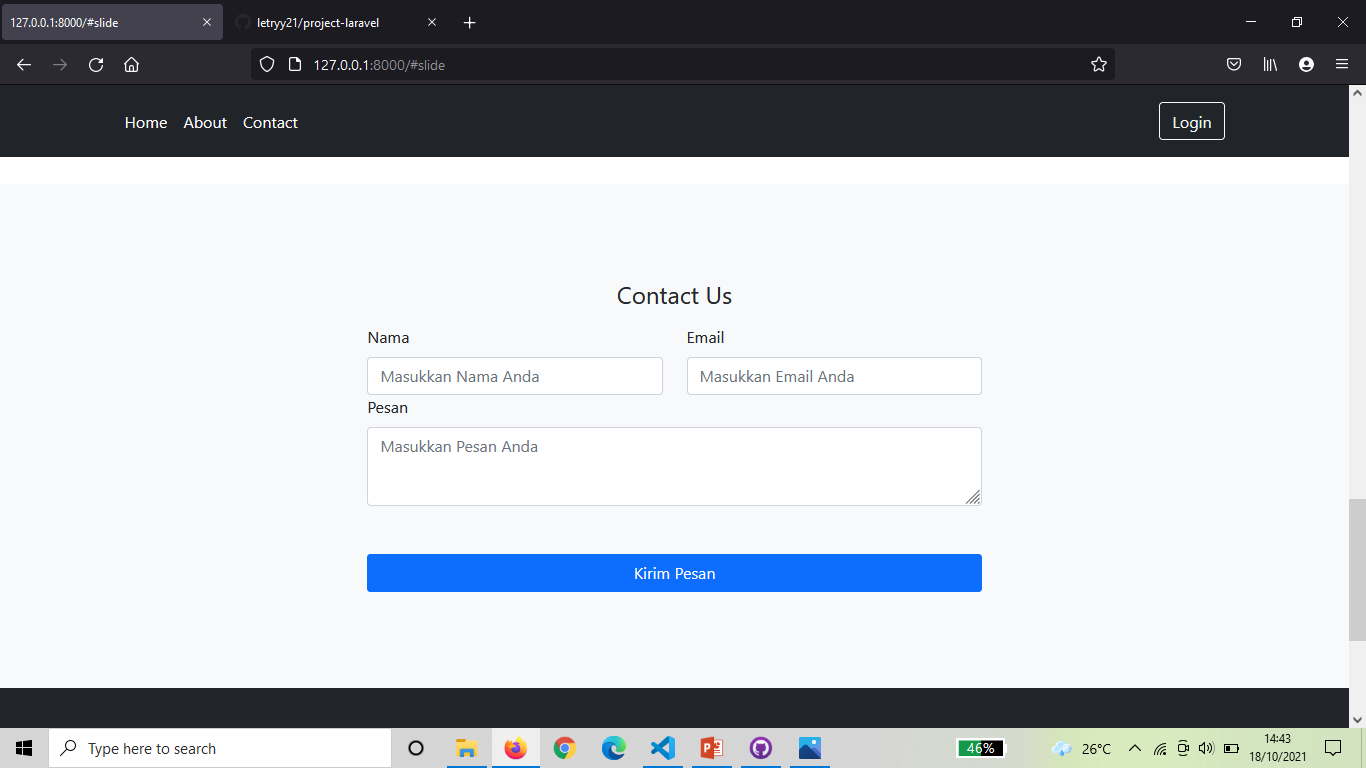 127.0.0.1:8000/#slide
letryy21/project-laravel
127.0.0.1:8000/#slide
Home About Contact Login
Contact Us
Nama Email
Masukkan Nama Anda Masukkan Email Anda
Pesan
Masukkan Pesan Anda
Kirim Pesan
Type here to search
46%
26°C
14:43
18/10/2021